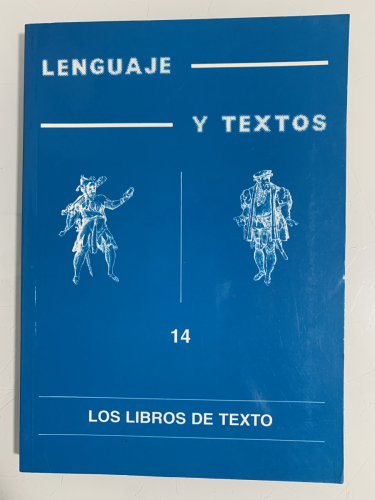 LENGUAJE
Y TEXTOS
14
LOS LIBROS DE TEXTO